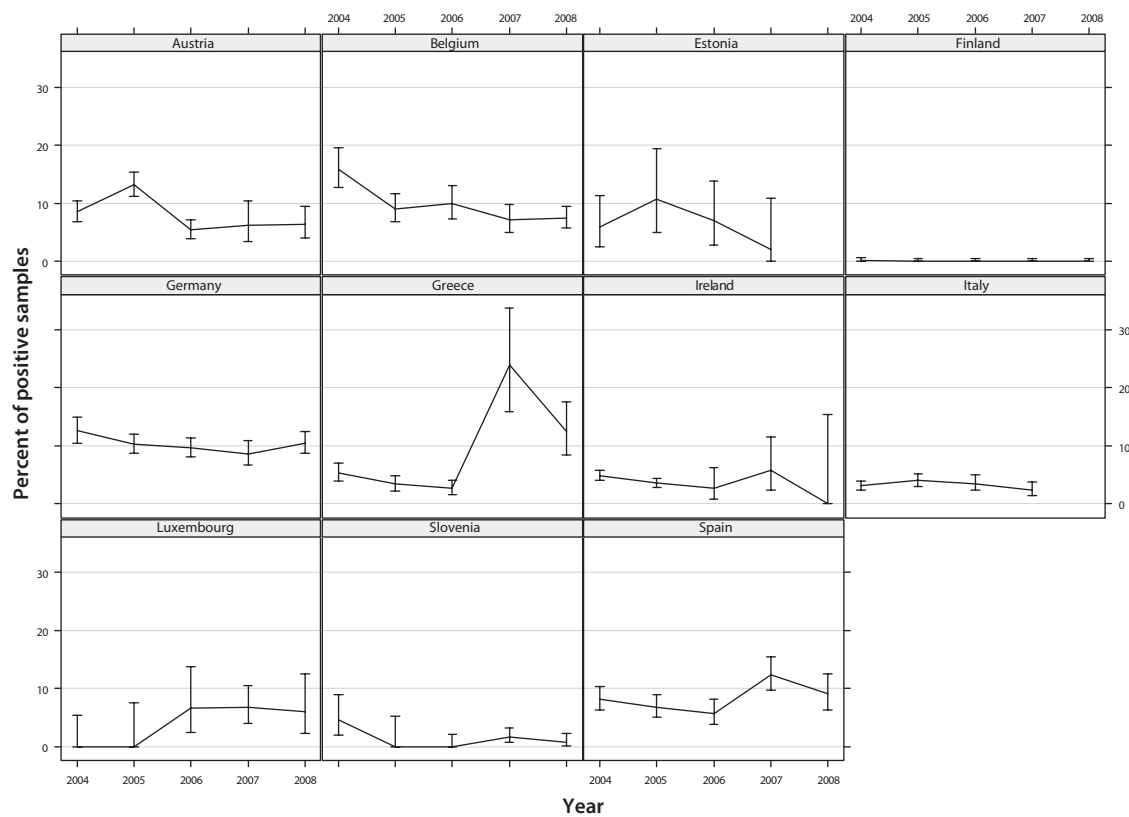 2004 2005 2006 2007 2008 2004 2005 2006 2007 2008
Austria Belgium Estonia Finland
30
20
10
0
Germany Greece Ireland Italy
30
20
10
0
Luxembourg Slovenia Spain
30
20
10
0
2004 2005 2006 2007 2008 2004 2005 2006 2007 2008
Percent of positive samples
Year